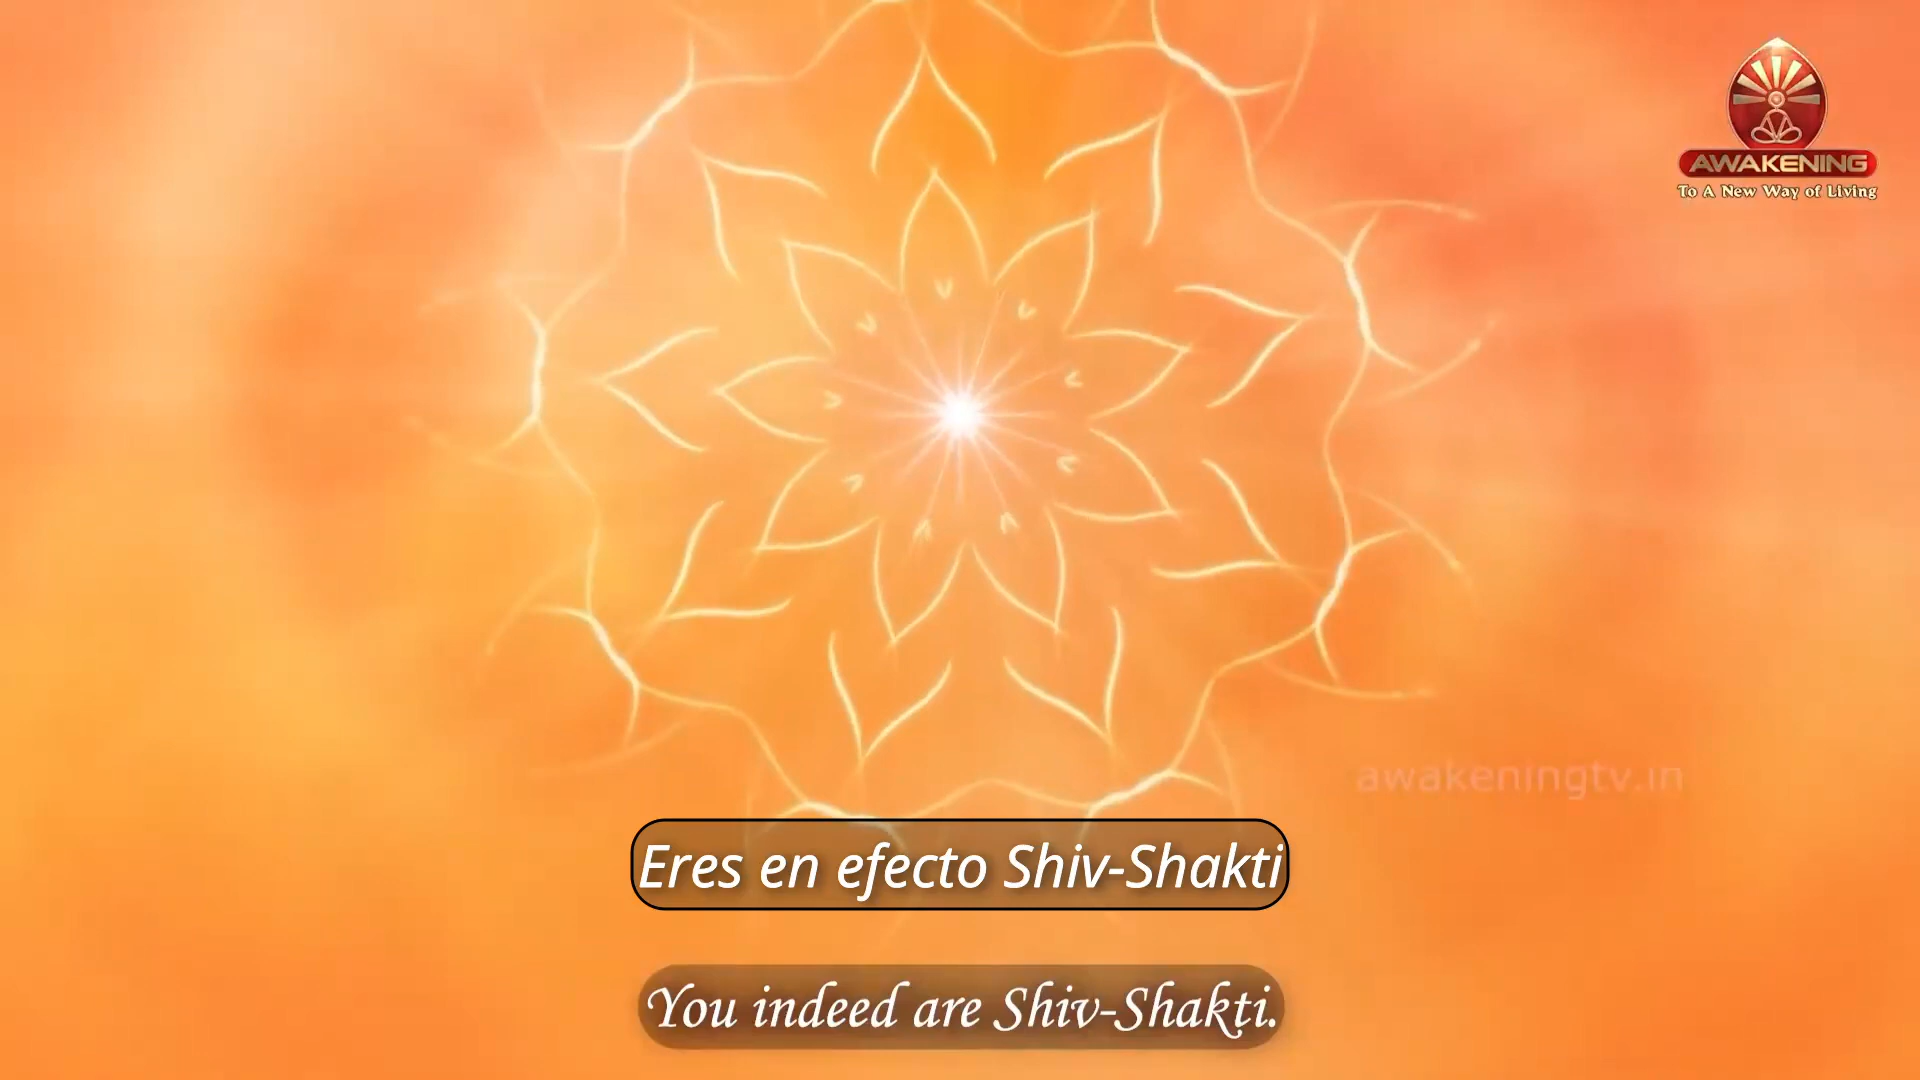 AWAKENING
To A New Way of Living
awakeningtv.in
Eres en efecto Shiv-Shakti
You indeed are Shiv-Shakti.